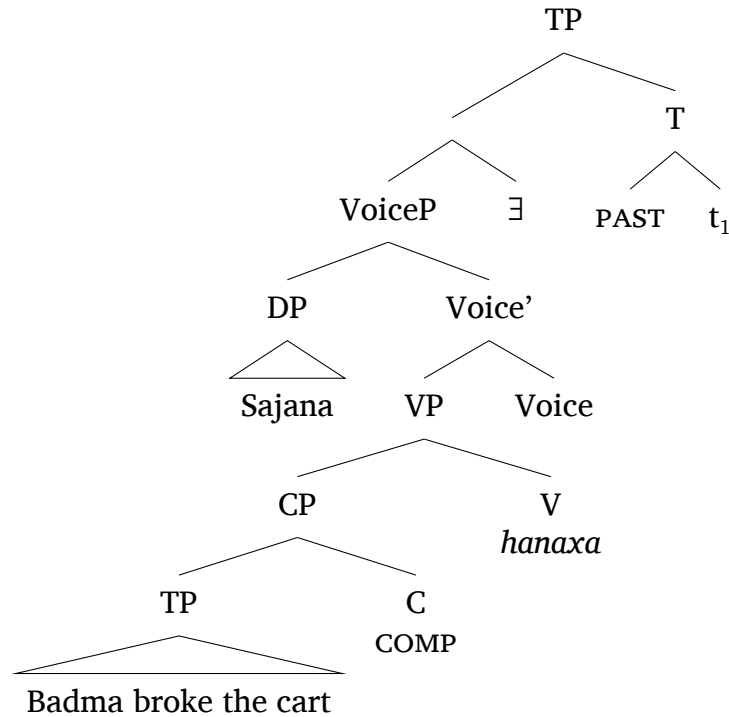 TP
T
VoiceP ∃ PAST t₁
DP Voice’
Sajana VP Voice
CP V
hanaxa
TP C
COMP
Badma broke the cart